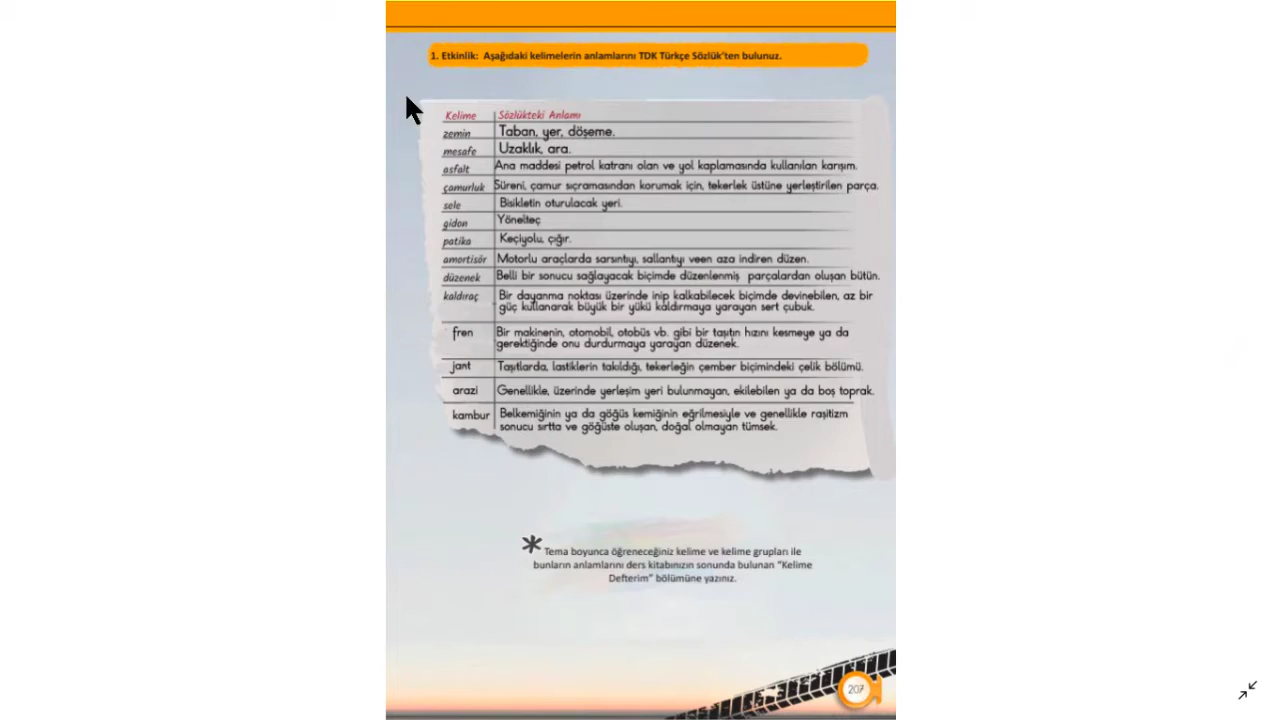 1. Etkinlik: Aşağıdaki kelimelerin anlamlarını TDK Türkçe Sözlük'ten bulunuz.
Kelime Sözlükteki Anlamı
zemin Taban, yer, döşeme.
mesafe Uzaklık, ara.
asfalt Ana maddesi petrol katranı olan ve yol kaplamasında kullanılan karışım.
çamurluk Süreni, çamur sıçramasından korumak için, tekerlek üstüne yerleştirilen parça.
sele Bisikletin oturulacak yeri.
gidon Yönelteç
patika Keçiyolu, çığır.
amortisör Motorlu araçlarda sarsıntıyı, sallantıyı veen aza indiren düzen.
düzenek Belli bir sonucu sağlayacak biçimde düzenlenmiş parçalardan oluşan bütün.
kaldıraç Bir dayanma noktası üzerinde inip kalkabilecek biçimde devinebilen, az bir
güç kullanarak büyük bir yükü kaldırmaya yarayan sert çubuk.
fren Bir makinenin, otomobil, otobüs vb. gibi bir taşıtın hızını kesmeye ya da
gerektiğinde onu durdurmaya yarayan düzenek.
jant Taşıtlarda, lastiklerin takıldığı, tekerleğin çember biçimindeki çelik bölümü.
arazi Genellikle, üzerinde yerleşim yeri bulunmayan, ekilebilen ya da boş toprak.
kambur Belkemiğinin ya da göğüs kemiğinin eğrilmesiyle ve genellikle raşitizm
sonucu sırtta ve göğüste oluşan, doğal olmayan tümsek.
* Tema boyunca öğreneceğiniz kelime ve kelime grupları ile
bunların anlamlarını ders kitabınızın sonunda bulunan "Kelime
Defterim" bölümüne yazınız.
207